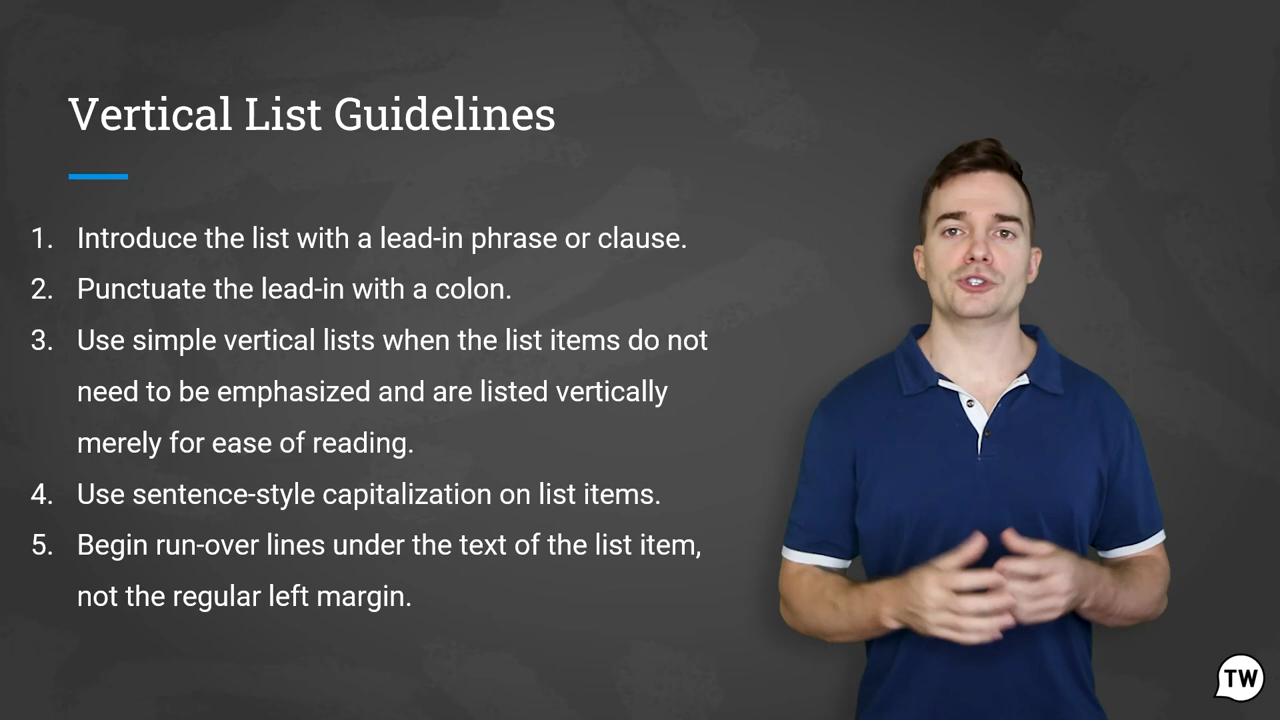 Vertical List Guidelines
1. Introduce the list with a lead-in phrase or clause.
2. Punctuate the lead-in with a colon.
3. Use simple vertical lists when the list items do not
need to be emphasized and are listed vertically
merely for ease of reading.
4. Use sentence-style capitalization on list items.
5. Begin run-over lines under the text of the list item,
not the regular left margin.
TW